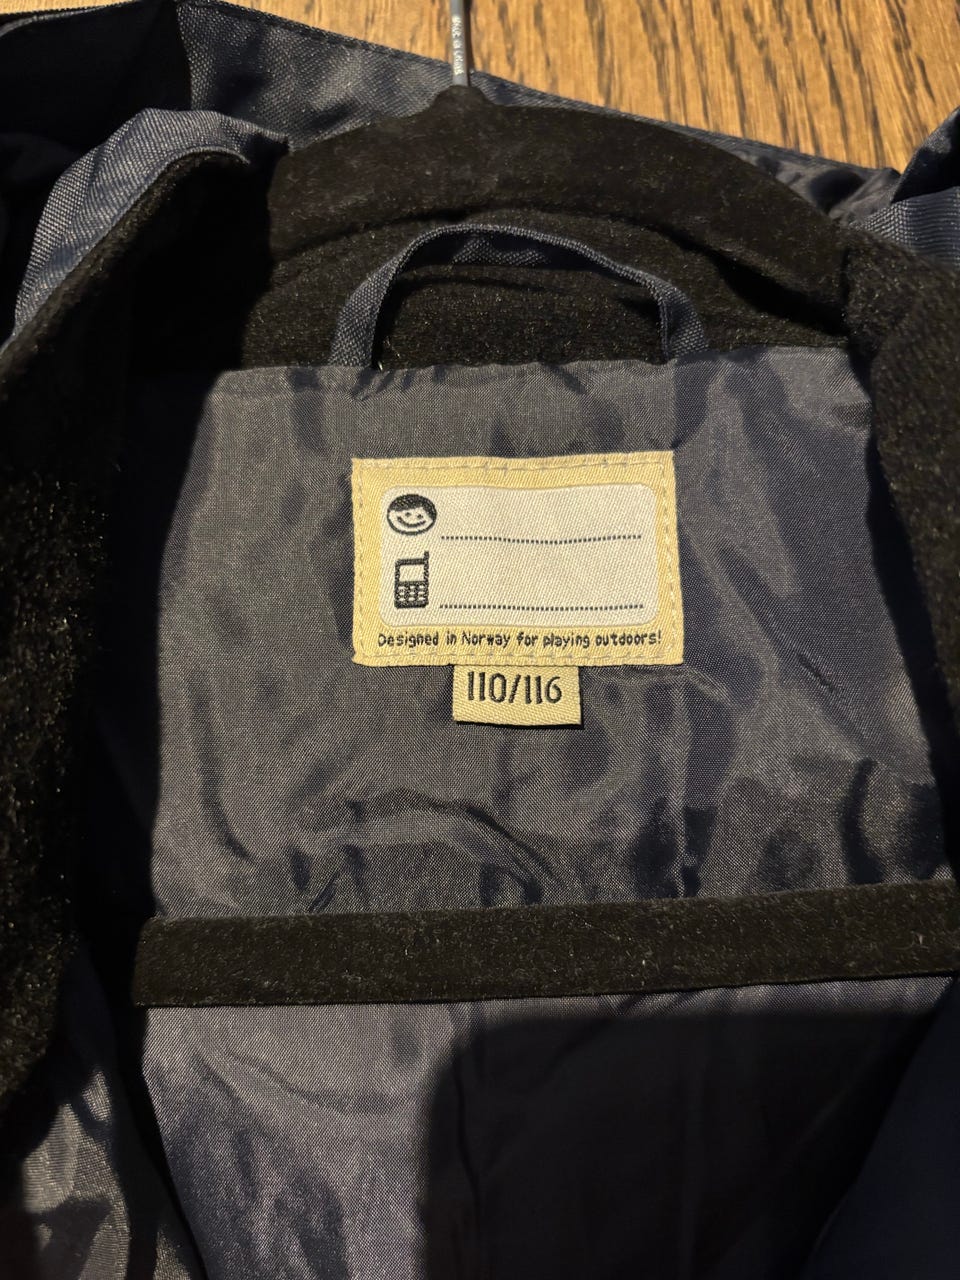 Designed in Norway for playing outdoors!
110/116